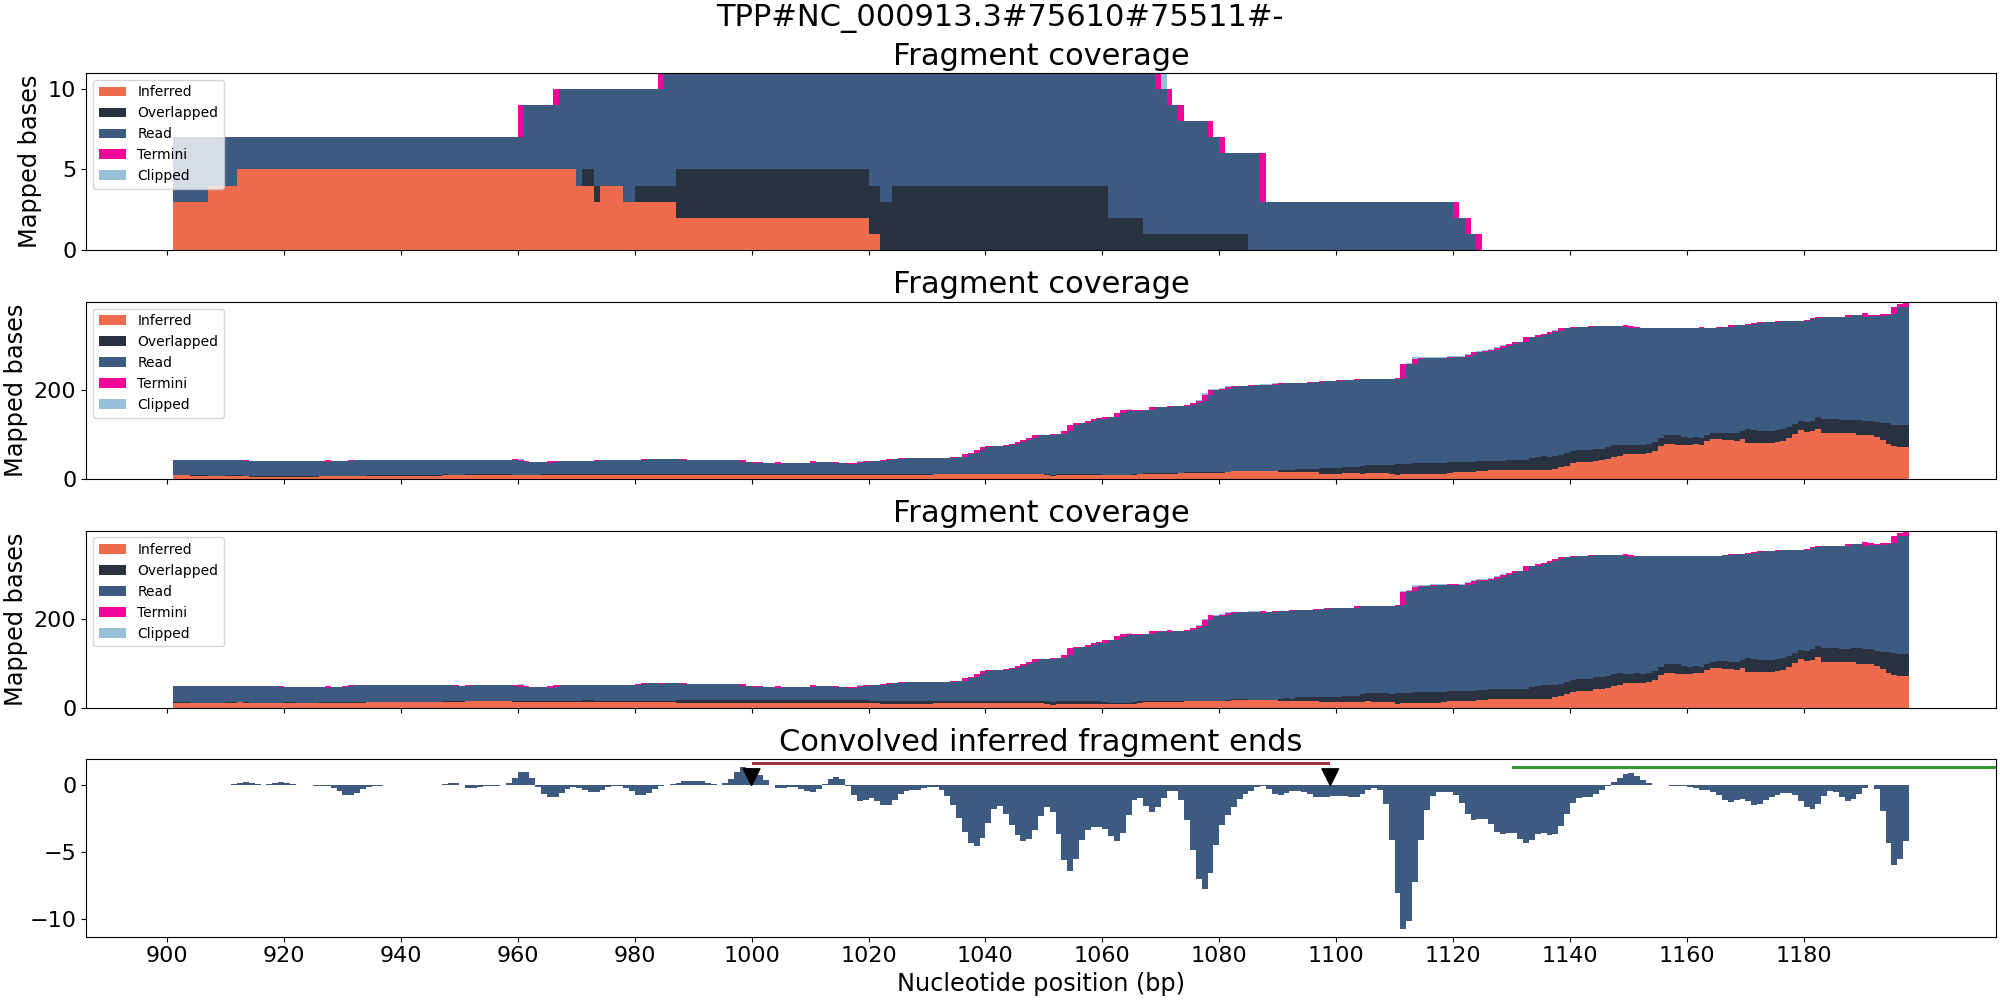 TPP#NC_000913.3#75610#75511#-
Fragment coverage
Mapped bases
10
5
0
Inferred
Overlapped
Read
Termini
Clipped
Fragment coverage
Mapped bases
200
0
Inferred
Overlapped
Read
Termini
Clipped
Fragment coverage
Mapped bases
200
0
Inferred
Overlapped
Read
Termini
Clipped
Convolved inferred fragment ends
0
−5
−10
900 920 940 960 980 1000 1020 1040 1060 1080 1100 1120 1140 1160 1180
Nucleotide position (bp)